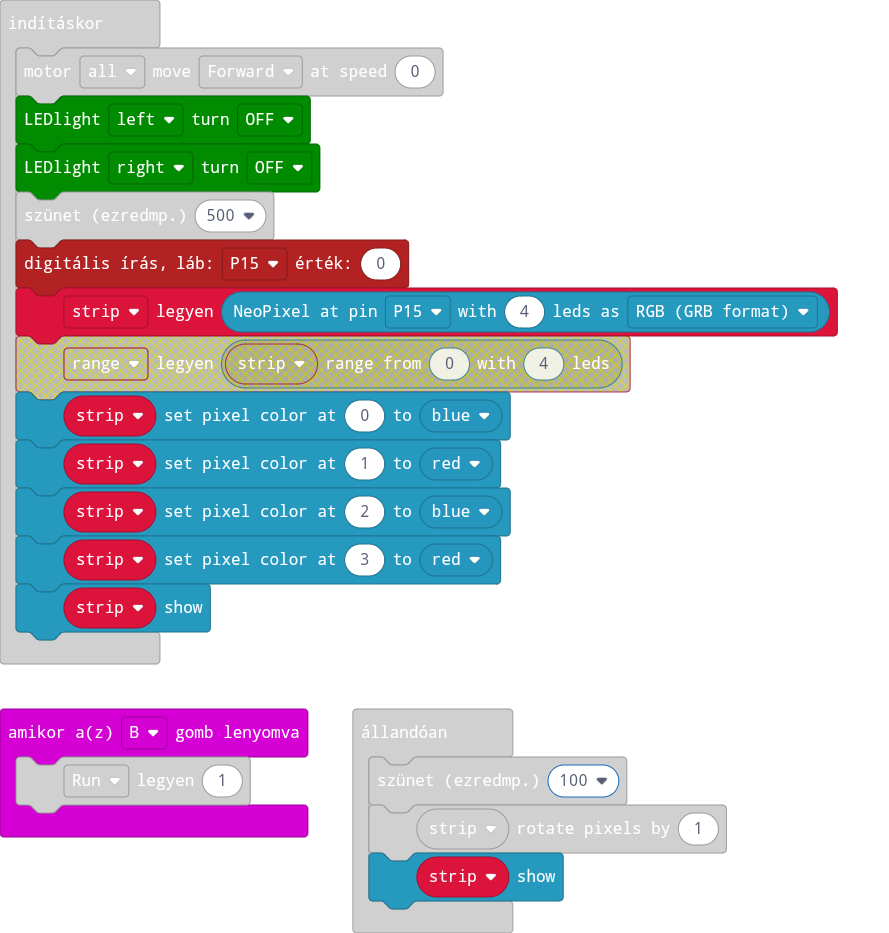 indításkor
motor all move Forward at speed 0
LEDlight left turn OFF
LEDlight right turn OFF
szünet (ezredmp.) 500
digitális írás, láb: P15 érték: 0
strip legyen NeoPixel at pin P15 with 4 leds as RGB (GRB format)
range legyen strip range from 0 with 4 leds
strip set pixel color at 0 to blue
strip set pixel color at 1 to red
strip set pixel color at 2 to blue
strip set pixel color at 3 to red
strip show
amikor a(z) B gomb lenyomva
Run legyen 1
állandóan
szünet (ezredmp.) 100
strip rotate pixels by 1
strip show